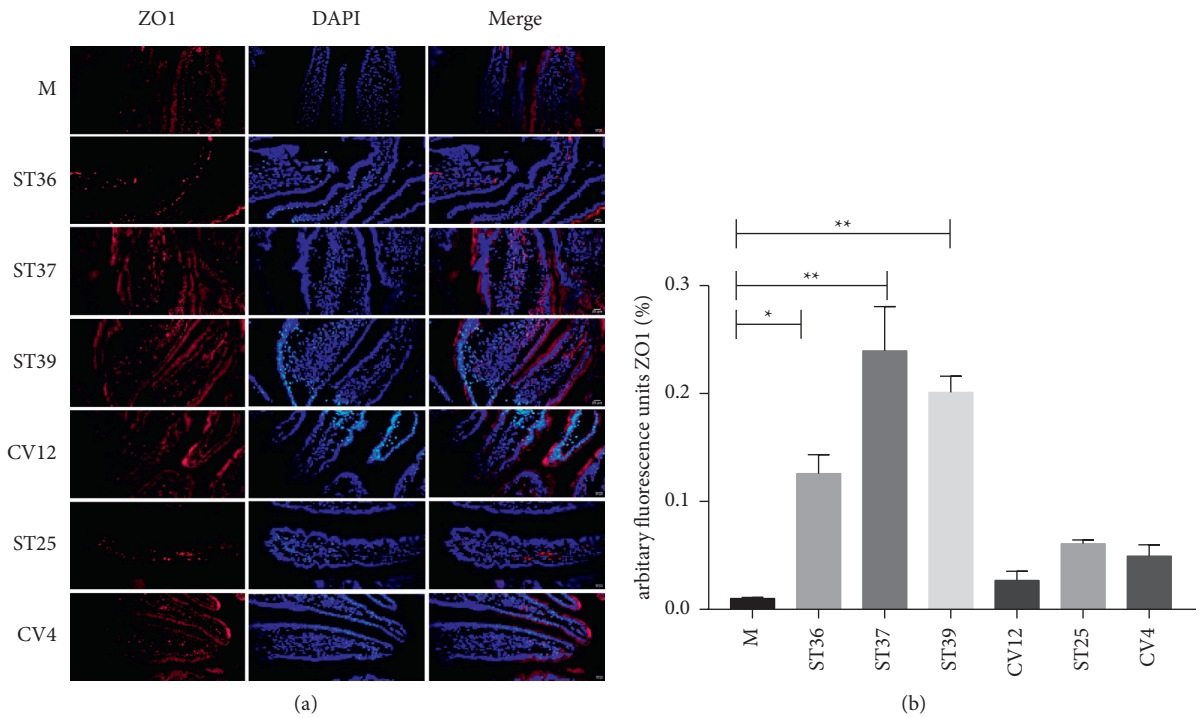 ZO1 DAPI Merge
M
ST36
ST37
ST39
CV12
ST25
CV4
(a)
**
**
*
arbitary fluorescence units ZO1 (%)
0.3
0.2
0.1
0.0
M ST36 ST37 ST39 CV12 ST25 CV4
(b)